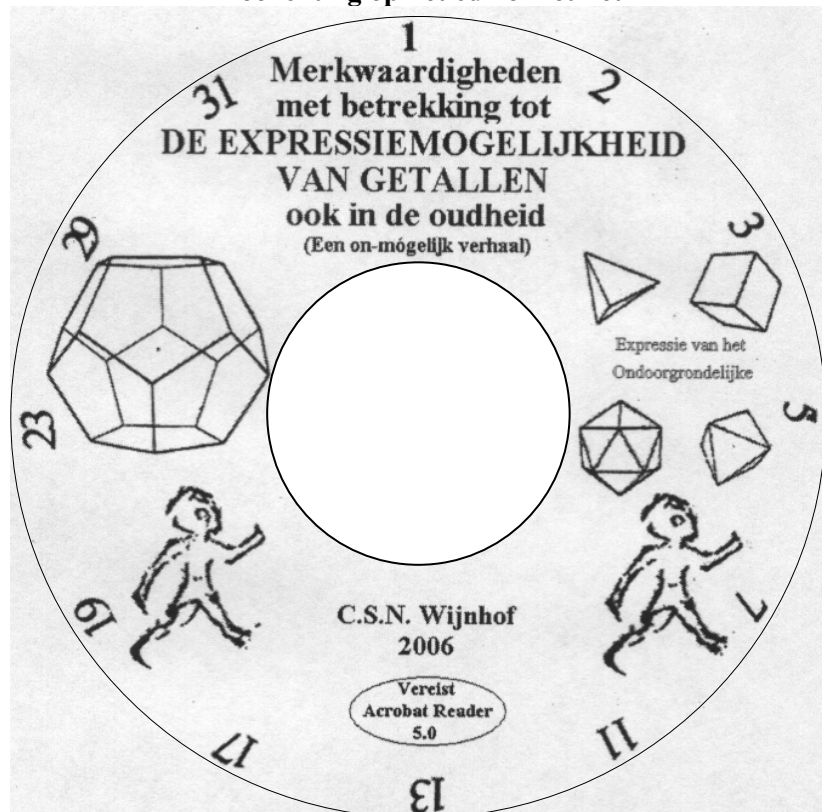 1
Merkwaardigheden
met betrekking tot
DE EXPRESSIEMOGELIJKHEID
VAN GETALLEN
ook in de oudheid
(Een on-mógelijk verhaal)
2
3
Expressie van het
Ondoorgrondelijke
5
7
11
13
17
19
23
29
31
C.S.N. Wijnhof
2006
Vereist
Acrobat Reader
5.0